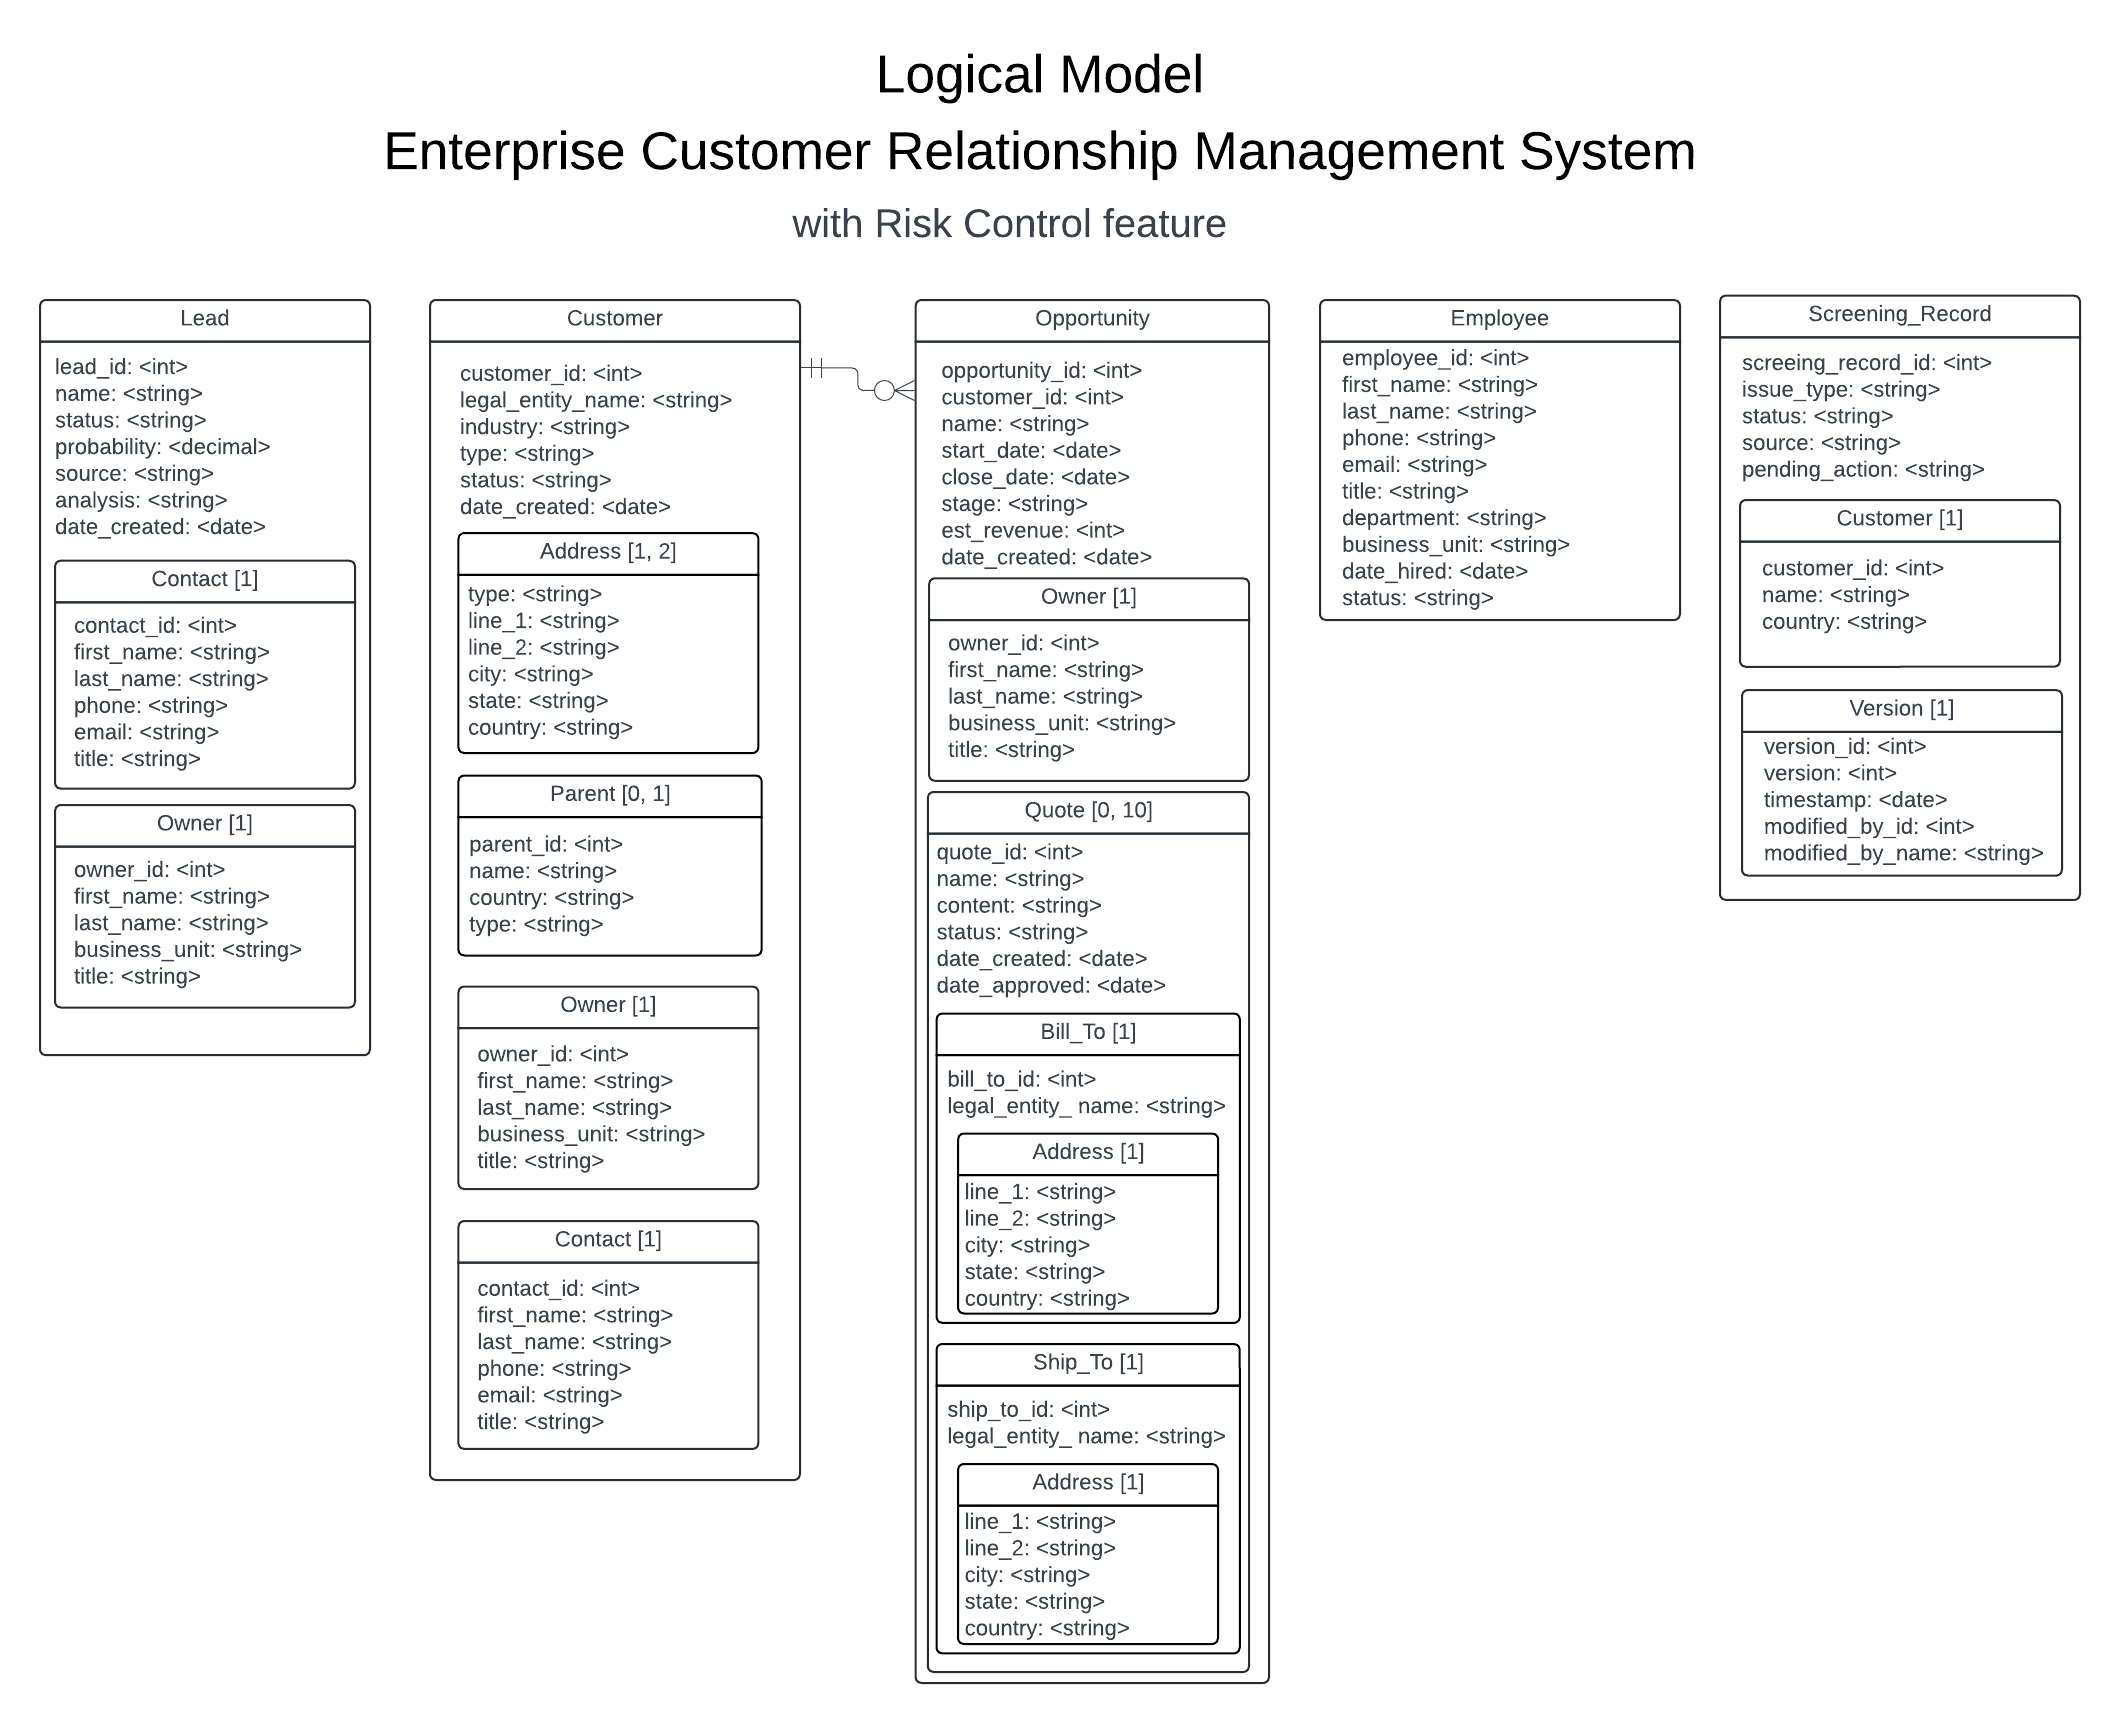 Logical Model
Enterprise Customer Relationship Management System
with Risk Control feature
Lead
lead_id: <int>
name: <string>
status: <string>
probability: <decimal>
source: <string>
analysis: <string>
date_created: <date>
Contact [1]
contact_id: <int>
first_name: <string>
last_name: <string>
phone: <string>
email: <string>
title: <string>
Owner [1]
owner_id: <int>
first_name: <string>
last_name: <string>
business_unit: <string>
title: <string>
Customer
customer_id: <int>
legal_entity_name: <string>
industry: <string>
type: <string>
status: <string>
date_created: <date>
Address [1, 2]
type: <string>
line_1: <string>
line_2: <string>
city: <string>
state: <string>
country: <string>
Parent [0, 1]
parent_id: <int>
name: <string>
country: <string>
type: <string>
Owner [1]
owner_id: <int>
first_name: <string>
last_name: <string>
business_unit: <string>
title: <string>
Contact [1]
contact_id: <int>
first_name: <string>
last_name: <string>
phone: <string>
email: <string>
title: <string>
Opportunity
opportunity_id: <int>
customer_id: <int>
name: <string>
start_date: <date>
close_date: <date>
stage: <string>
est_revenue: <int>
date_created: <date>
Owner [1]
owner_id: <int>
first_name: <string>
last_name: <string>
business_unit: <string>
title: <string>
Quote [0, 10]
quote_id: <int>
name: <string>
content: <string>
status: <string>
date_created: <date>
date_approved: <date>
Bill_To [1]
bill_to_id: <int>
legal_entity_ name: <string>
Address [1]
line_1: <string>
line_2: <string>
city: <string>
state: <string>
country: <string>
Ship_To [1]
ship_to_id: <int>
legal_entity_ name: <string>
Address [1]
line_1: <string>
line_2: <string>
city: <string>
state: <string>
country: <string>
Employee
employee_id: <int>
first_name: <string>
last_name: <string>
phone: <string>
email: <string>
title: <string>
department: <string>
business_unit: <string>
date_hired: <date>
status: <string>
Screening_Record
screeing_record_id: <int>
issue_type: <string>
status: <string>
source: <string>
pending_action: <string>
Customer [1]
customer_id: <int>
name: <string>
country: <string>
Version [1]
version_id: <int>
version: <int>
timestamp: <date>
modified_by_id: <int>
modified_by_name: <string>